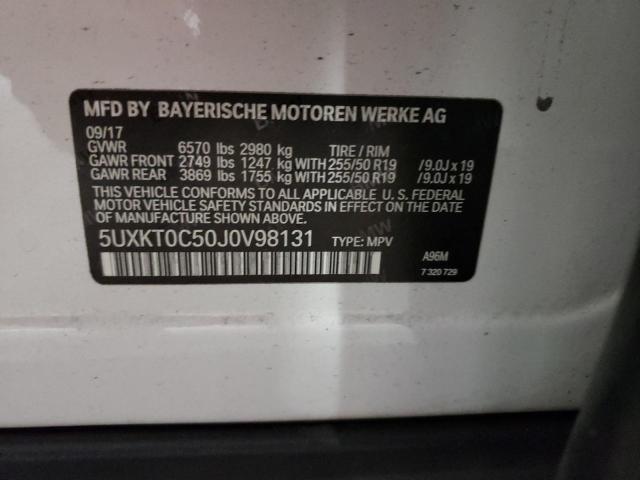 MFD BY BAYERISCHE MOTOREN WERKE AG
09/17
GVWR 6570 lbs 2980 kg TIRE / RIM
GAWR FRONT 2749 lbs 1247 kg WITH 255/50 R19 /9.0J x 19
GAWR REAR 3869 lbs 1755 kg WITH 255/50 R19 /9.0J x 19
THIS VEHICLE CONFORMS TO ALL APPLICABLE U. S. FEDERAL
MOTOR VEHICLE SAFETY STANDARDS IN EFFECT ON THE DATE OF
MANUFACTURE SHOWN ABOVE.
5UXKT0C50J0V98131 TYPE: MPV
A96M
7 320 729